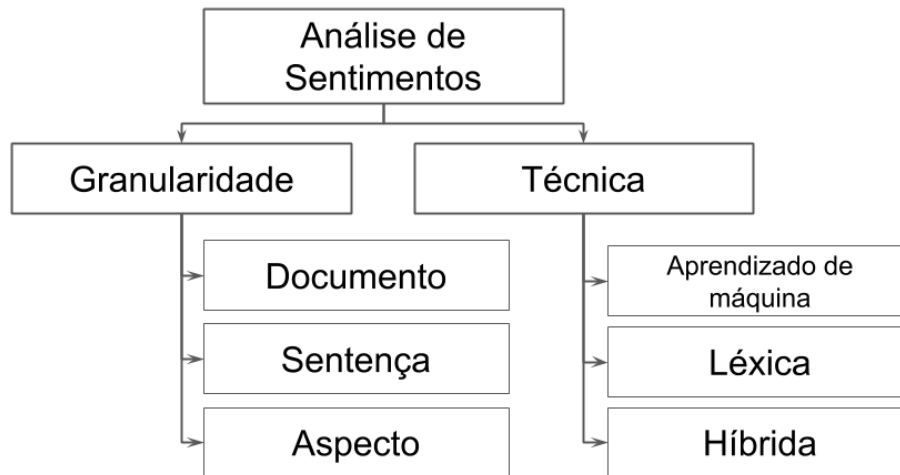 Análise de
Sentimentos
Granularidade
Técnica
Documento
Sentença
Aspecto
Aprendizado de
máquina
Léxica
Híbrida